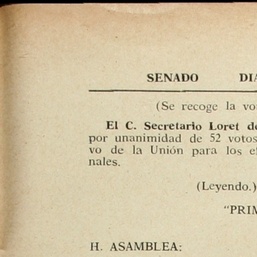 SENADO DIA
(Se recoge la vo
El C. Secretario Loret de
por unanimidad de 52 votos
vo de la Unión para los ef
nales.
(Leyendo.)
"PRIM
H. ASAMBLEA: